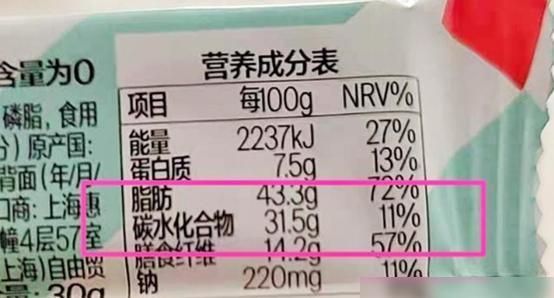 含量为0
营养成分表
磷脂，食用
项目 每100g NRV%
分）原产国：
能量 2237kJ 27%
背面（年/月/
蛋白质 7.5g 13%
口商：上海惠
脂肪 43.3g 72%
碳水化合物 31.5g 11%
幢4层57室
膳食纤维 14.2g 57%
上海）自由贸
钠 220mg 11%
30g